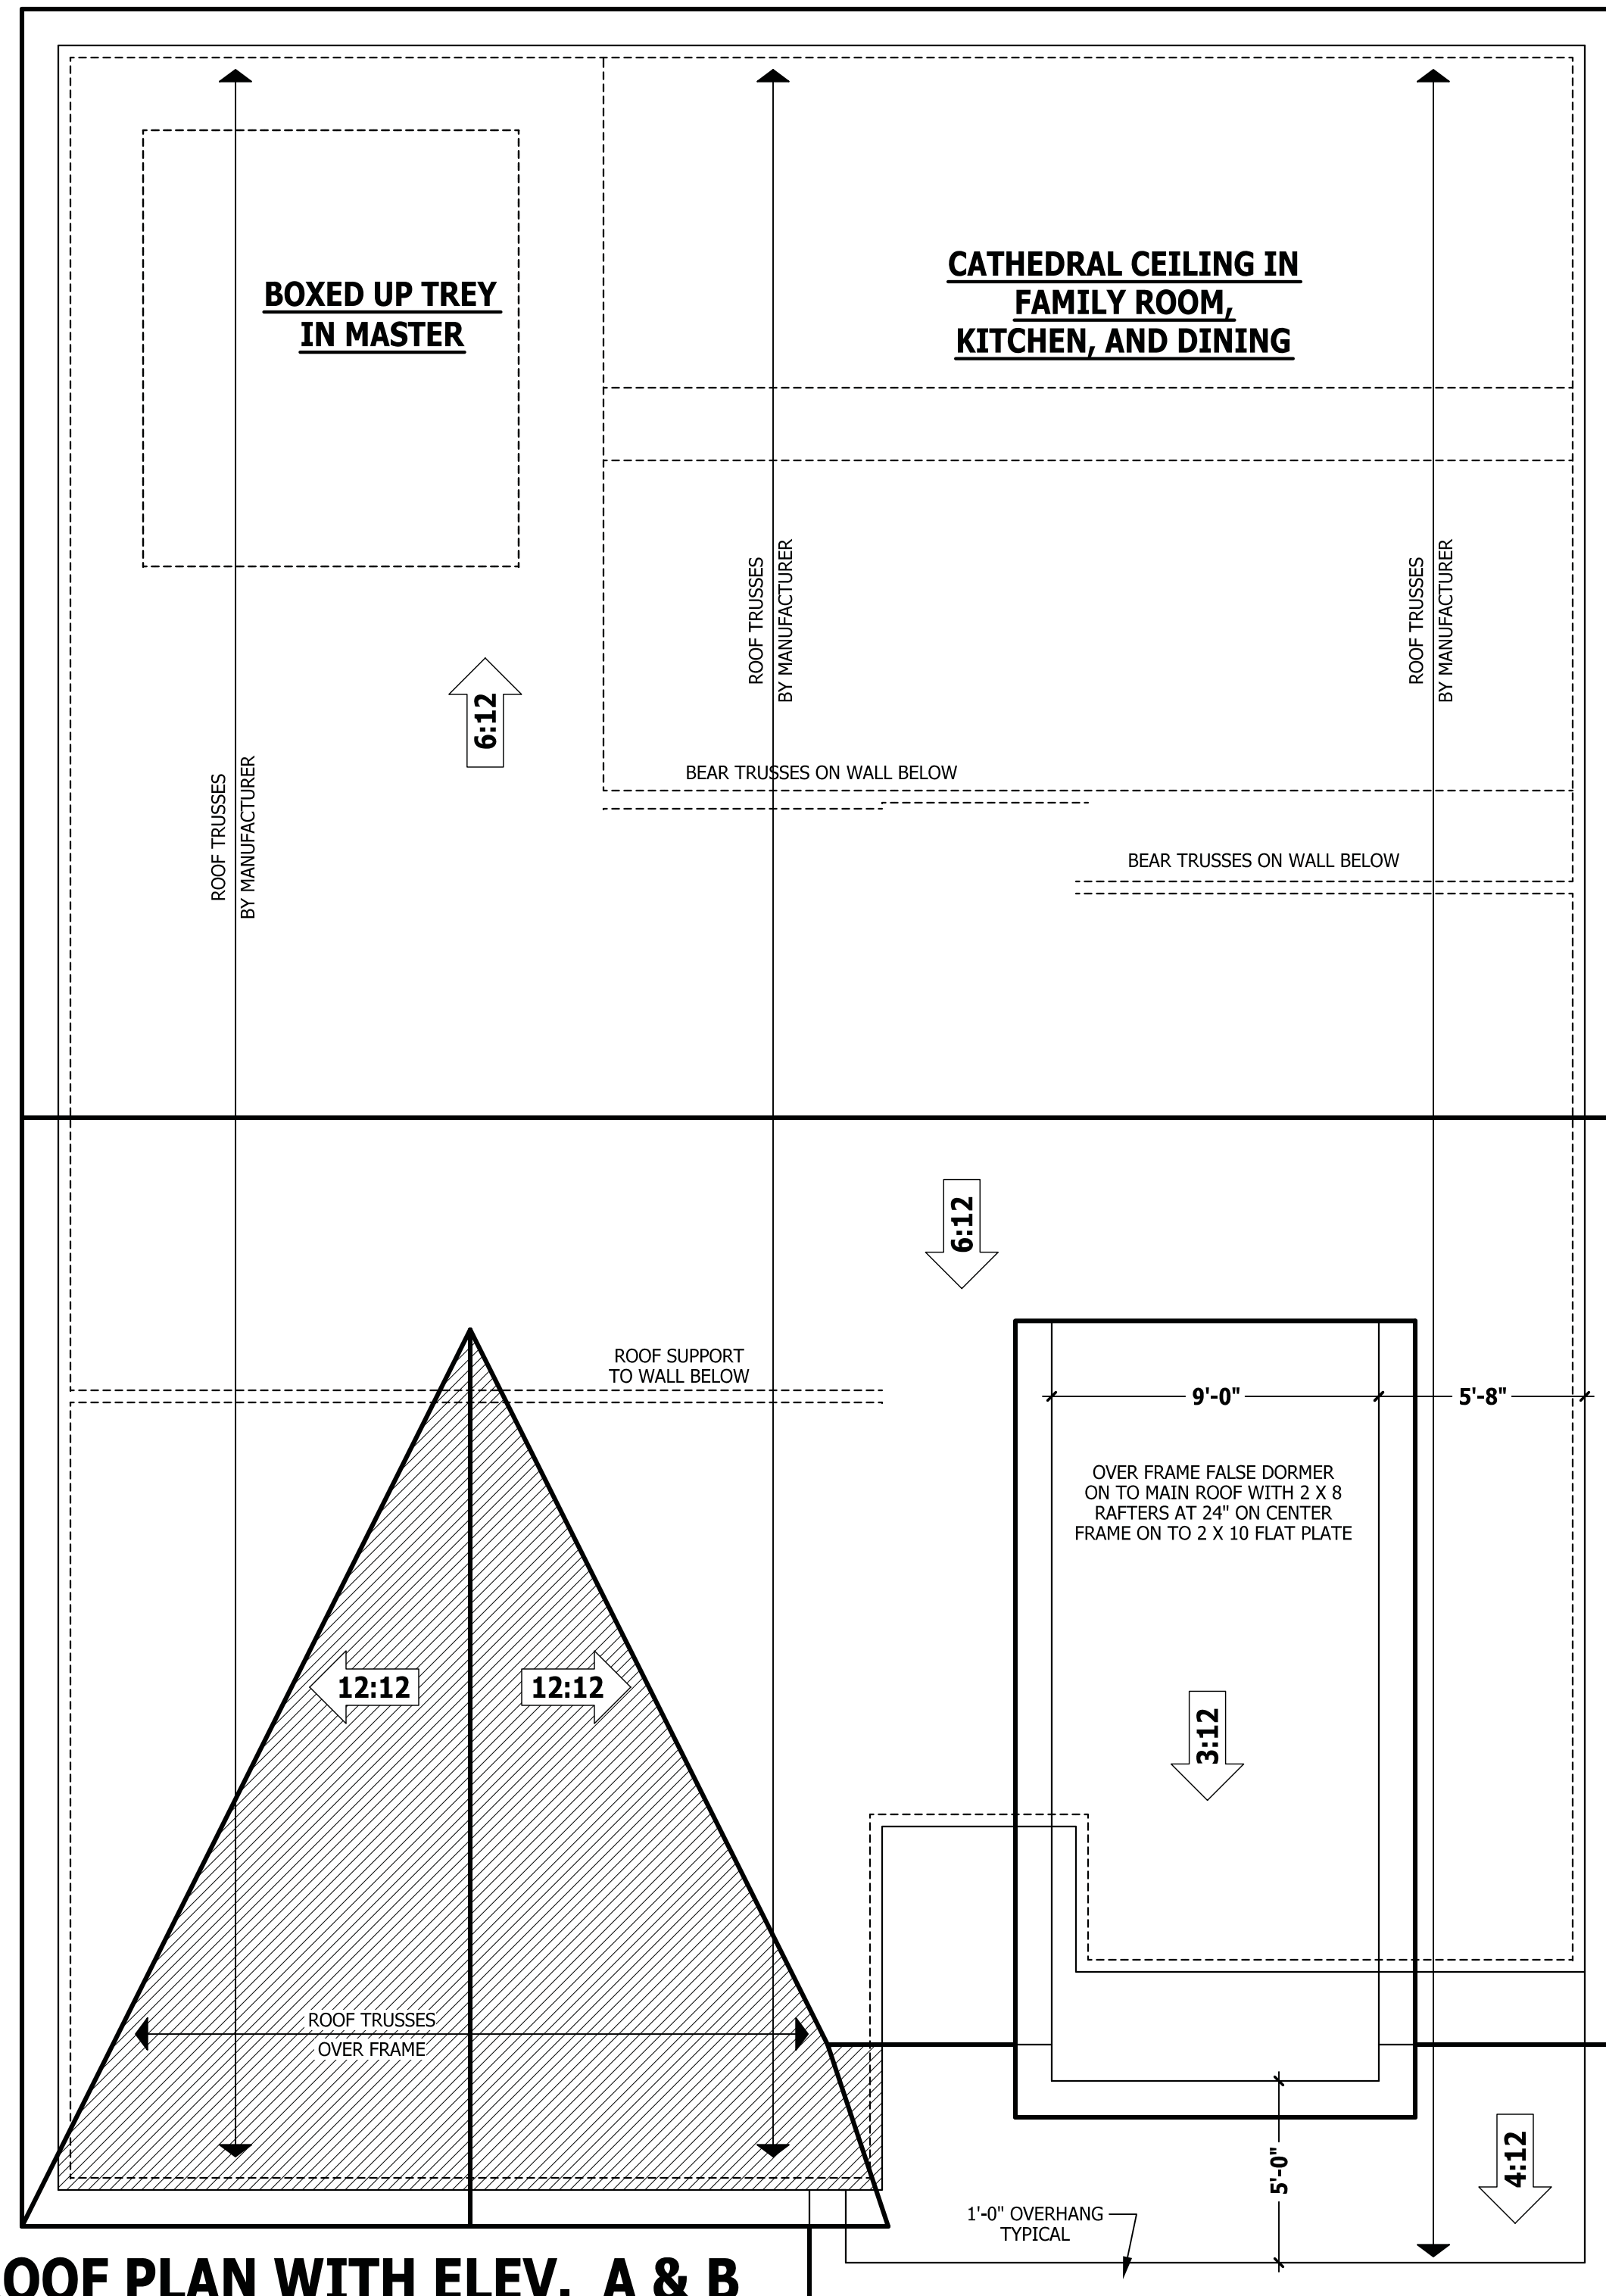 BOXED UP TREY
IN MASTER
CATHEDRAL CEILING IN
FAMILY ROOM,
KITCHEN, AND DINING
ROOF TRUSSES
BY MANUFACTURER
ROOF TRUSSES
BY MANUFACTURER
ROOF TRUSSES
BY MANUFACTURER
6:12
BEAR TRUSSES ON WALL BELOW
BEAR TRUSSES ON WALL BELOW
6:12
ROOF SUPPORT
TO WALL BELOW
9'-0"
5'-8"
OVER FRAME FALSE DORMER
ON TO MAIN ROOF WITH 2 X 8
RAFTERS AT 24" ON CENTER
FRAME ON TO 2 X 10 FLAT PLATE
12:12
12:12
3:12
ROOF TRUSSES
OVER FRAME
5'-0"
4:12
1'-0" OVERHANG
TYPICAL
OOF PLAN WITH ELEV. A & B